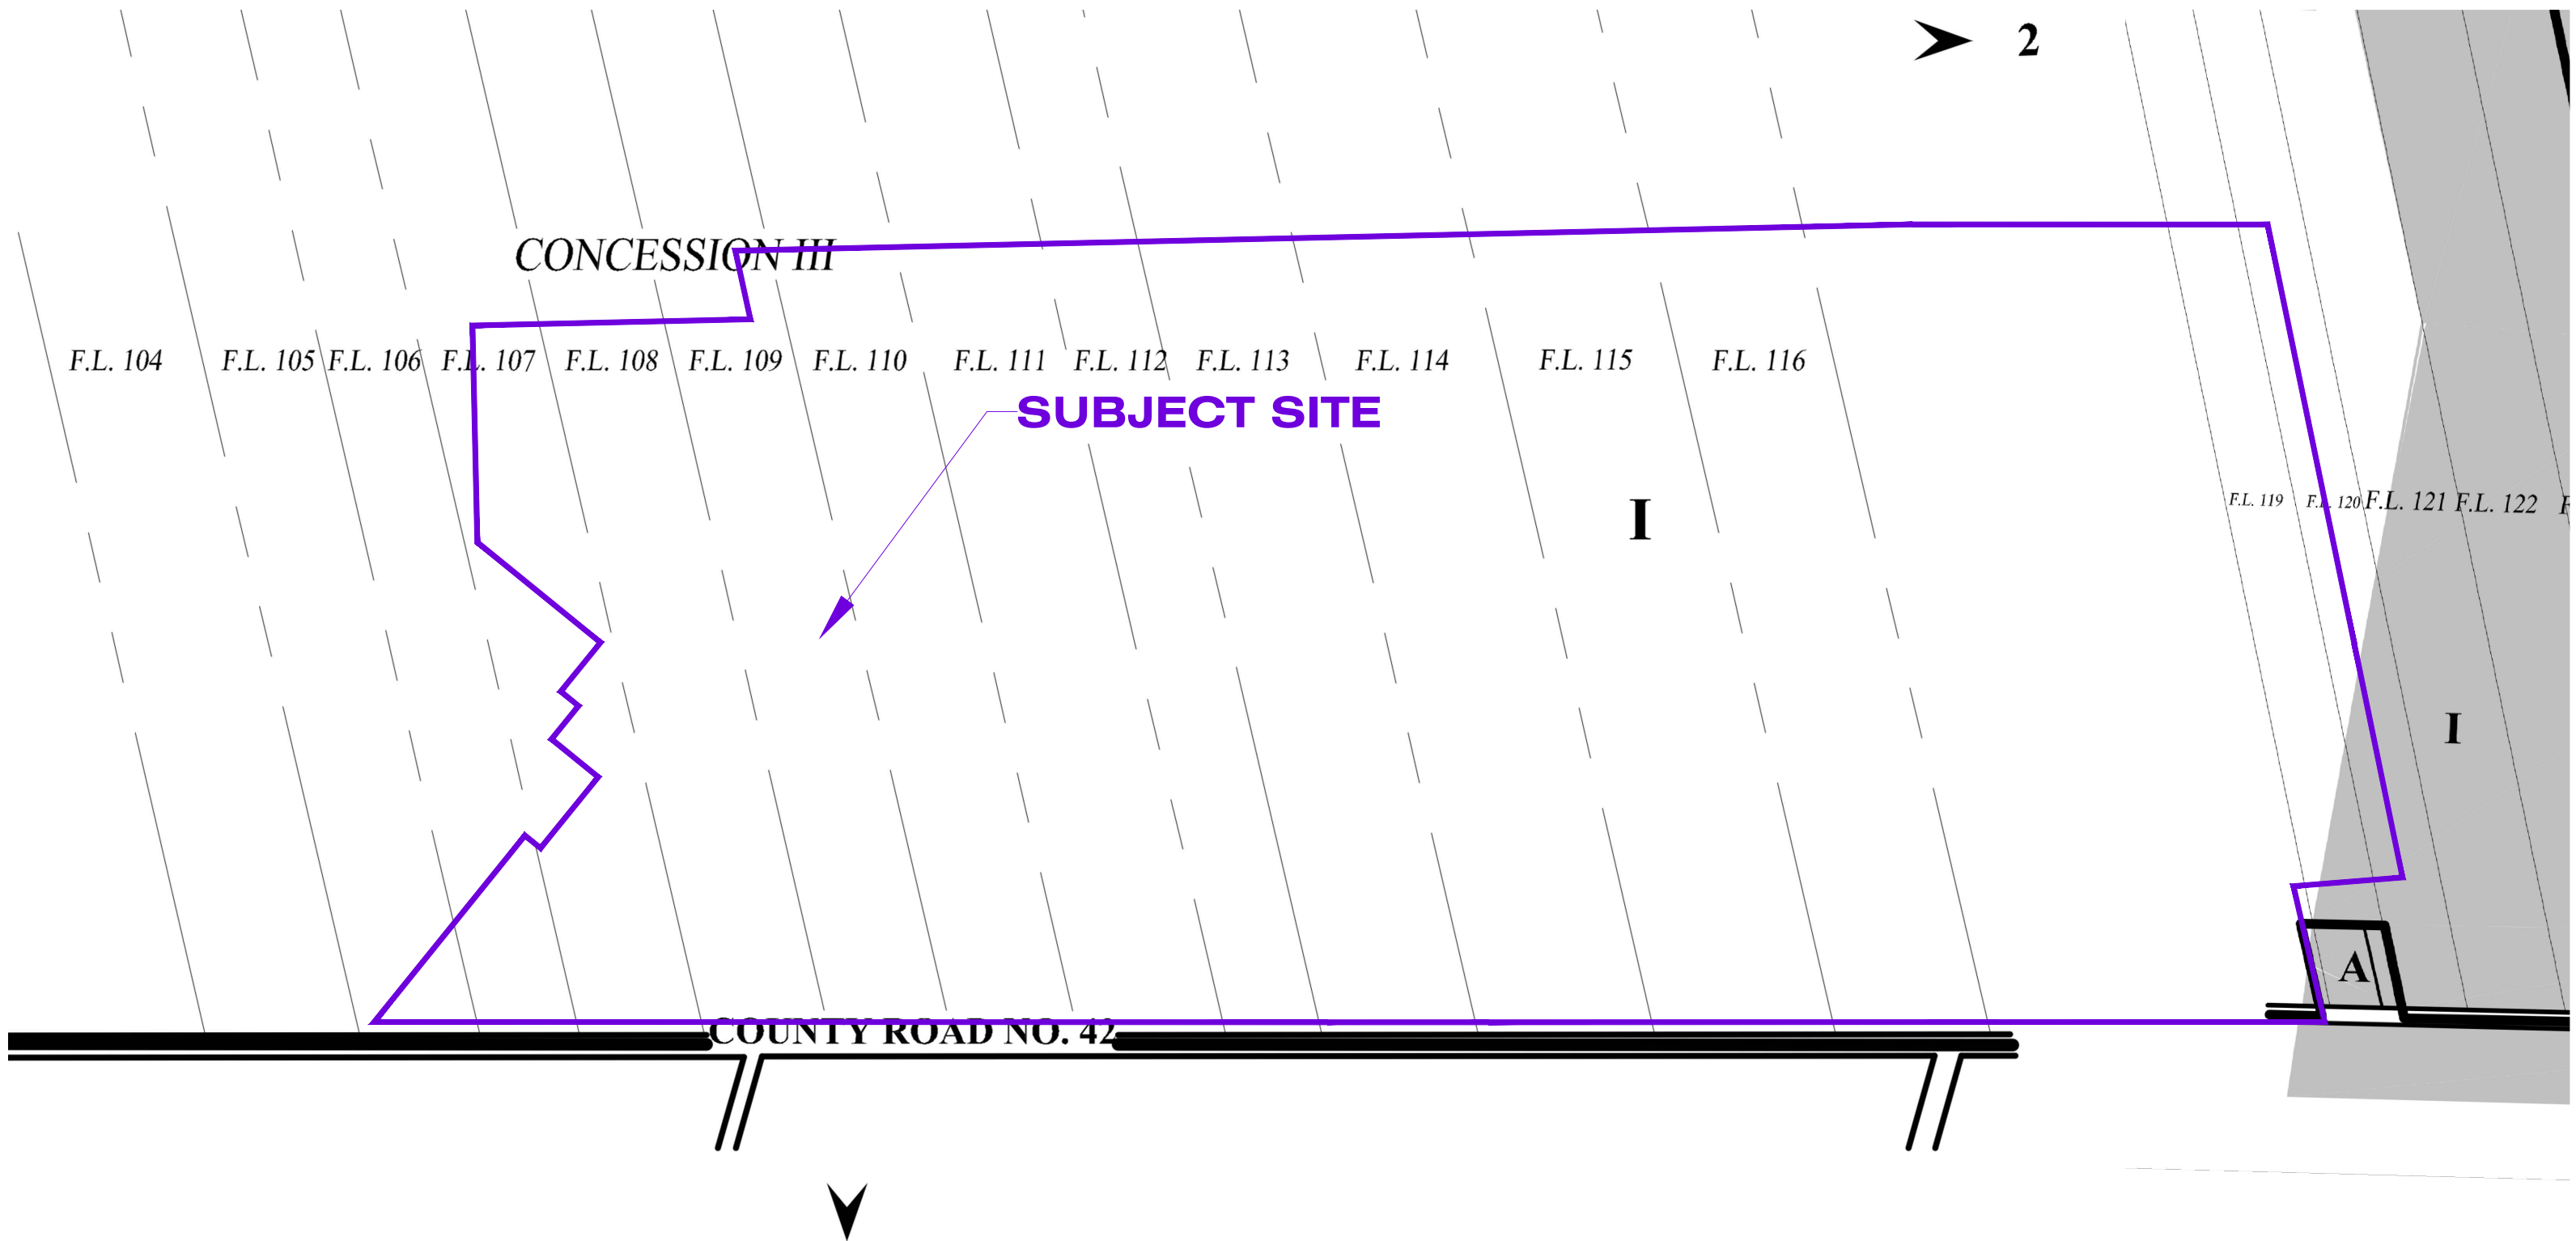 2
CONCESSION III
F.L. 104 F.L. 105 F.L. 106 F.L. 107 F.L. 108 F.L. 109 F.L. 110 F.L. 111 F.L. 112 F.L. 113 F.L. 114 F.L. 115 F.L. 116
SUBJECT SITE
I
F.L. 119 F.L. 120 F.L. 121 F.L. 122 F
I
A
COUNTY ROAD NO. 42